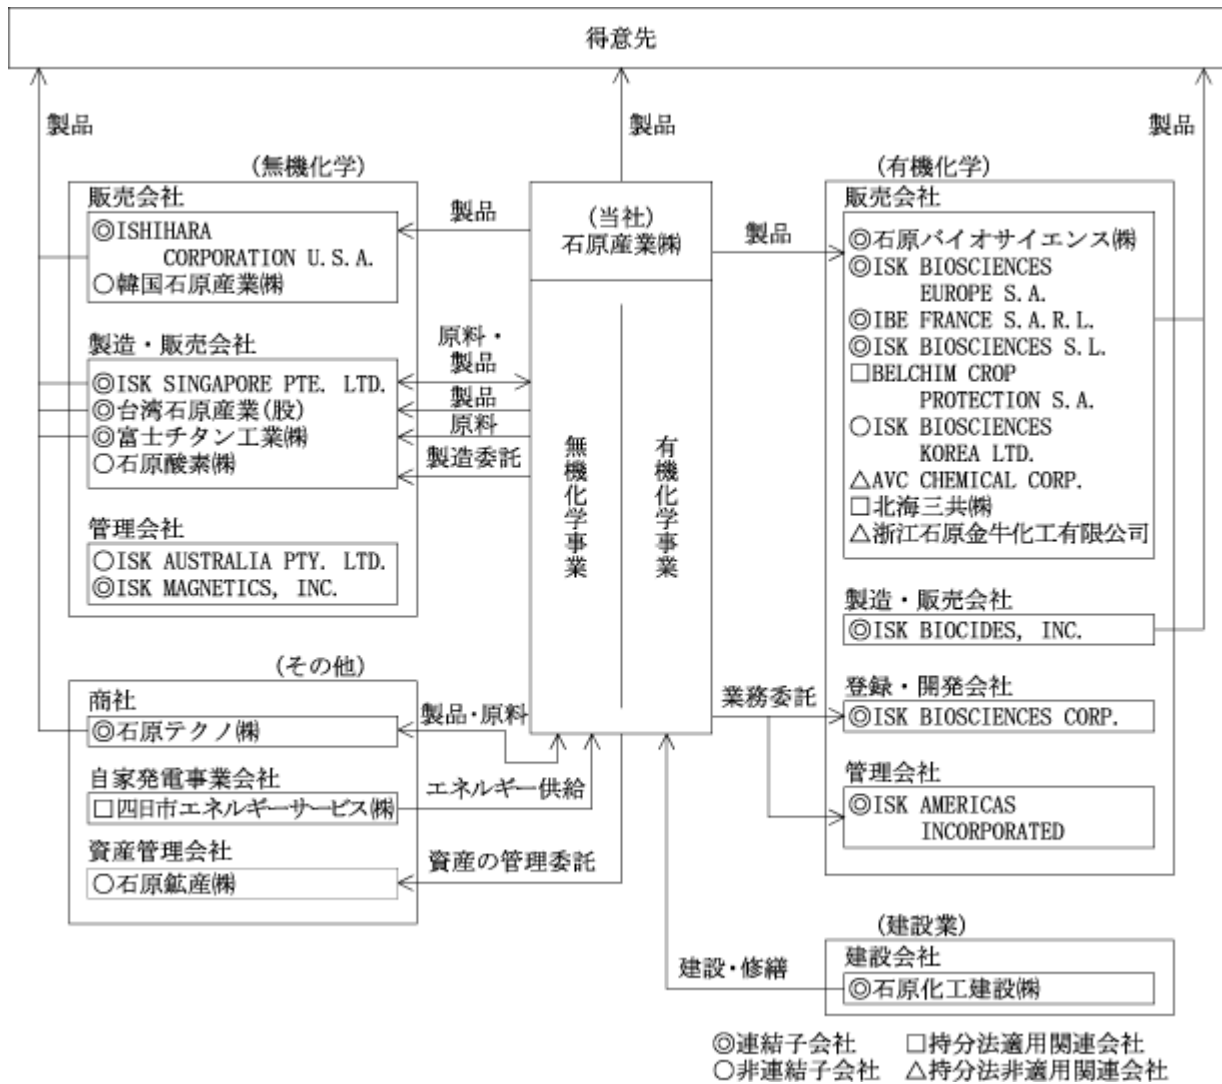 得意先
製品
製品
製品
(無機化学)
販売会社
◎ISHIHARA
CORPORATION U.S.A.
○韓国石原産業㈱
製造・販売会社
◎ISK SINGAPORE PTE. LTD.
◎台湾石原産業(股)
◎富士チタン工業㈱
○石原酸素㈱
管理会社
○ISK AUSTRALIA PTY. LTD.
◎ISK MAGNETICS, INC.
(その他)
商社
◎石原テクノ㈱
自家発電事業会社
□四日市エネルギーサービス㈱
資産管理会社
○石原鉱産㈱
製品
原料・
製品
製品
原料
製造委託
製品・原料
エネルギー供給
資産の管理委託
(当社)
石原産業㈱
無機化学事業
有機化学事業
製品
業務委託
建設・修繕
(有機化学)
販売会社
◎石原バイオサイエンス㈱
◎ISK BIOSCIENCES
EUROPE S.A.
◎IBE FRANCE S.A.R.L.
◎ISK BIOSCIENCES S.L.
□BELCHIM CROP
PROTECTION S.A.
○ISK BIOSCIENCES
KOREA LTD.
△AVC CHEMICAL CORP.
□北海三共㈱
△浙江石原金牛化工有限公司
製造・販売会社
◎ISK BIOCIDES, INC.
登録・開発会社
◎ISK BIOSCIENCES CORP.
管理会社
◎ISK AMERICAS
INCORPORATED
(建設業)
建設会社
◎石原化工建設㈱
◎連結子会社 □持分法適用関連会社
○非連結子会社 △持分法非適用関連会社